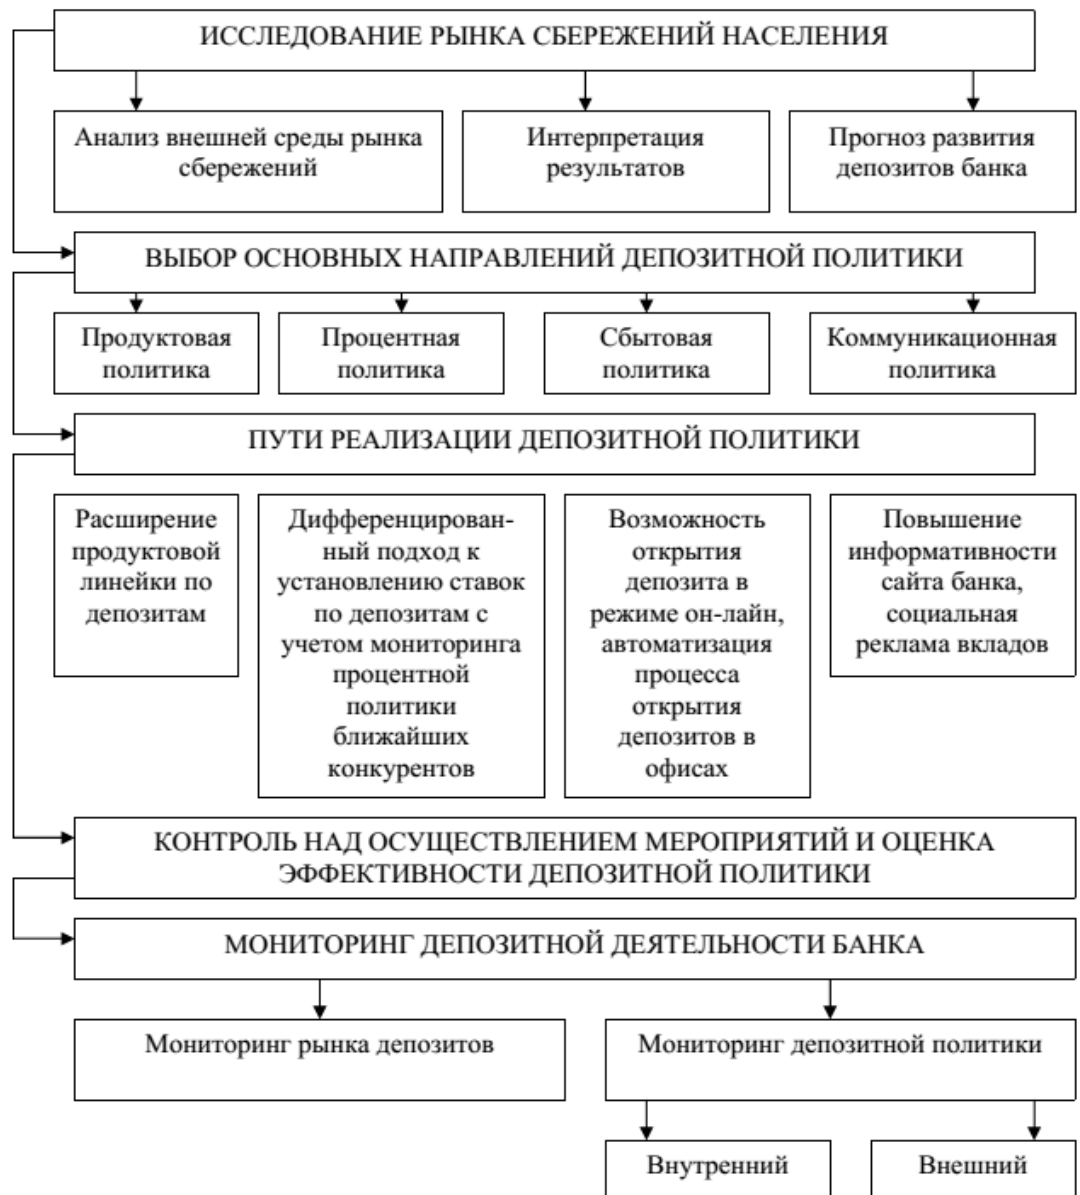 ИССЛЕДОВАНИЕ РЫНКА СБЕРЕЖЕНИЙ НАСЕЛЕНИЯ
Анализ внешней среды рынка
сбережений
Интерпретация
результатов
Прогноз развития
депозитов банка
ВЫБОР ОСНОВНЫХ НАПРАВЛЕНИЙ ДЕПОЗИТНОЙ ПОЛИТИКИ
Продуктовая
политика
Процентная
политика
Сбытовая
политика
Коммуникационная
политика
ПУТИ РЕАЛИЗАЦИИ ДЕПОЗИТНОЙ ПОЛИТИКИ
Расширение
продуктовой
линейки по
депозитам
Дифференцирован-
ный подход к
установлению ставок
по депозитам с
учетом мониторинга
процентной
политики
ближайших
конкурентов
Возможность
открытия
депозита в
режиме он-лайн,
автоматизация
процесса
открытия
депозитов в
офисах
Повышение
информативности
сайта банка,
социальная
реклама вкладов
КОНТРОЛЬ НАД ОСУЩЕСТВЛЕНИЕМ МЕРОПРИЯТИЙ И ОЦЕНКА
ЭФФЕКТИВНОСТИ ДЕПОЗИТНОЙ ПОЛИТИКИ
МОНИТОРИНГ ДЕПОЗИТНОЙ ДЕЯТЕЛЬНОСТИ БАНКА
Мониторинг рынка депозитов
Мониторинг депозитной политики
Внутренний
Внешний